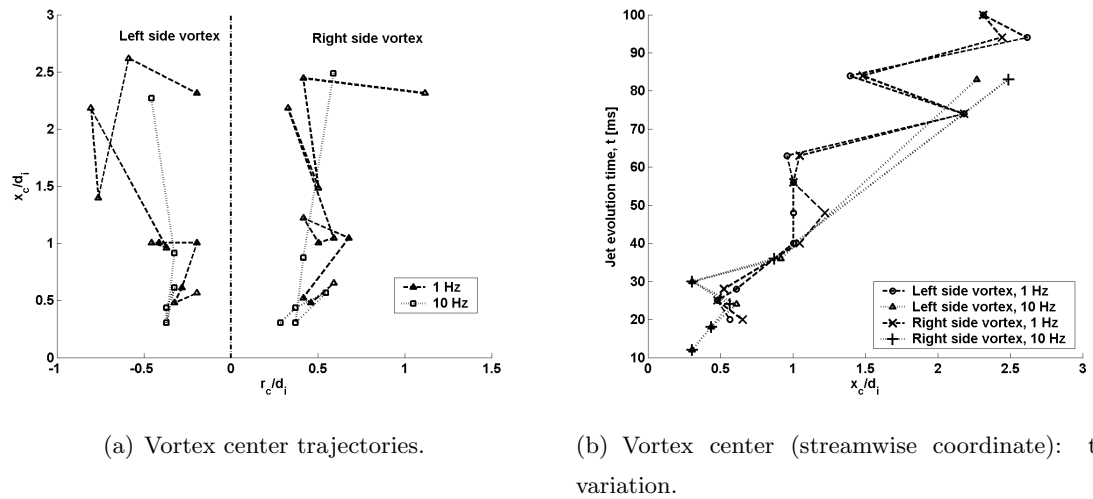 3
2.5
2
1.5
1
0.5
0
x_c/d_i
-1
-0.5
0
0.5
1
1.5
r_c/d_i
Left side vortex
Right side vortex
1 Hz
10 Hz
100
90
80
70
60
50
40
30
20
10
Jet evolution time, t [ms]
0
0.5
1
1.5
2
2.5
3
x_c/d_i
Left side vortex, 1 Hz
Left side vortex, 10 Hz
Right side vortex, 1 Hz
Right side vortex, 10 Hz
(a) Vortex center trajectories.
(b) Vortex center (streamwise coordinate):
variation.